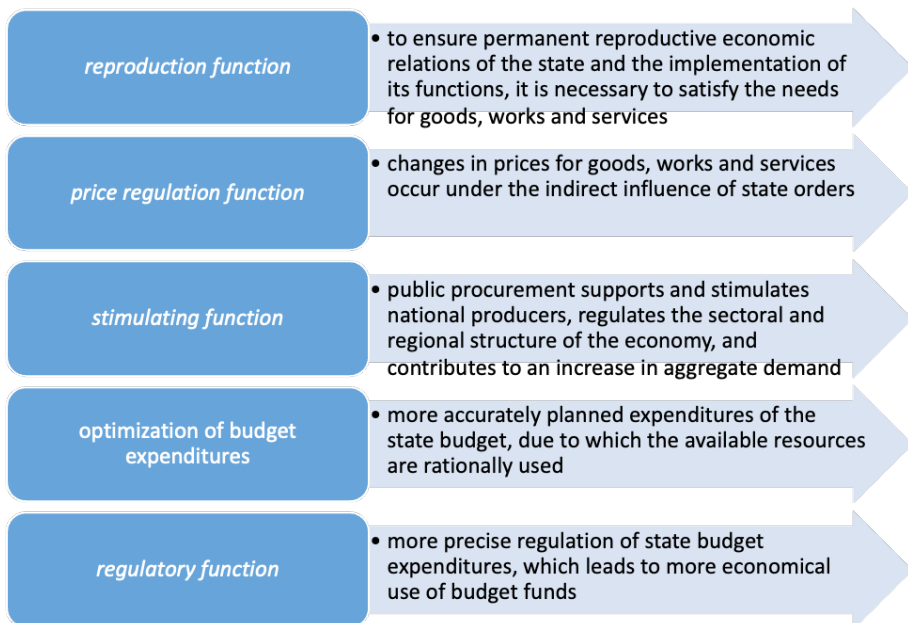 reproduction function
• to ensure permanent reproductive economic
relations of the state and the implementation of
its functions, it is necessary to satisfy the needs
for goods, works and services
price regulation function
• changes in prices for goods, works and services
occur under the indirect influence of state orders
stimulating function
• public procurement supports and stimulates
national producers, regulates the sectoral and
regional structure of the economy, and
contributes to an increase in aggregate demand
optimization of budget
expenditures
• more accurately planned expenditures of the
state budget, due to which the available resources
are rationally used
regulatory function
• more precise regulation of state budget
expenditures, which leads to more economical
use of budget funds